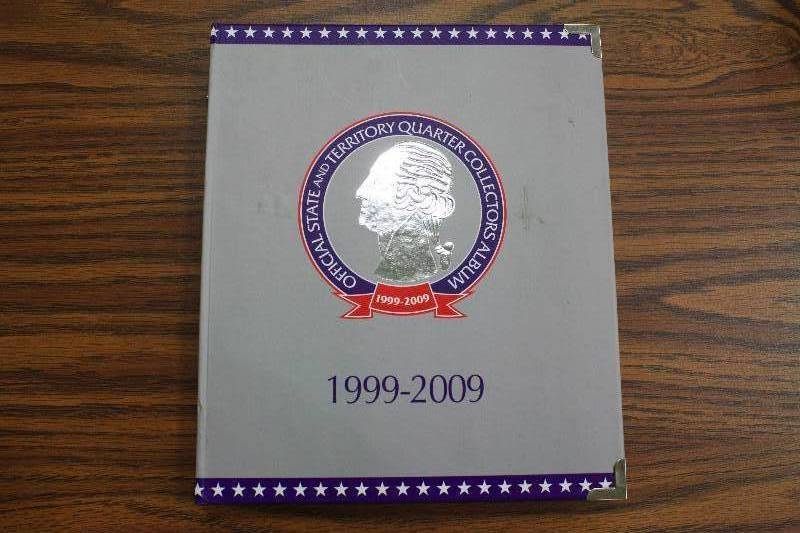 OFFICIAL STATE AND TERRITORY QUARTER COLLECTORS ALBUM
1999-2009
1999-2009